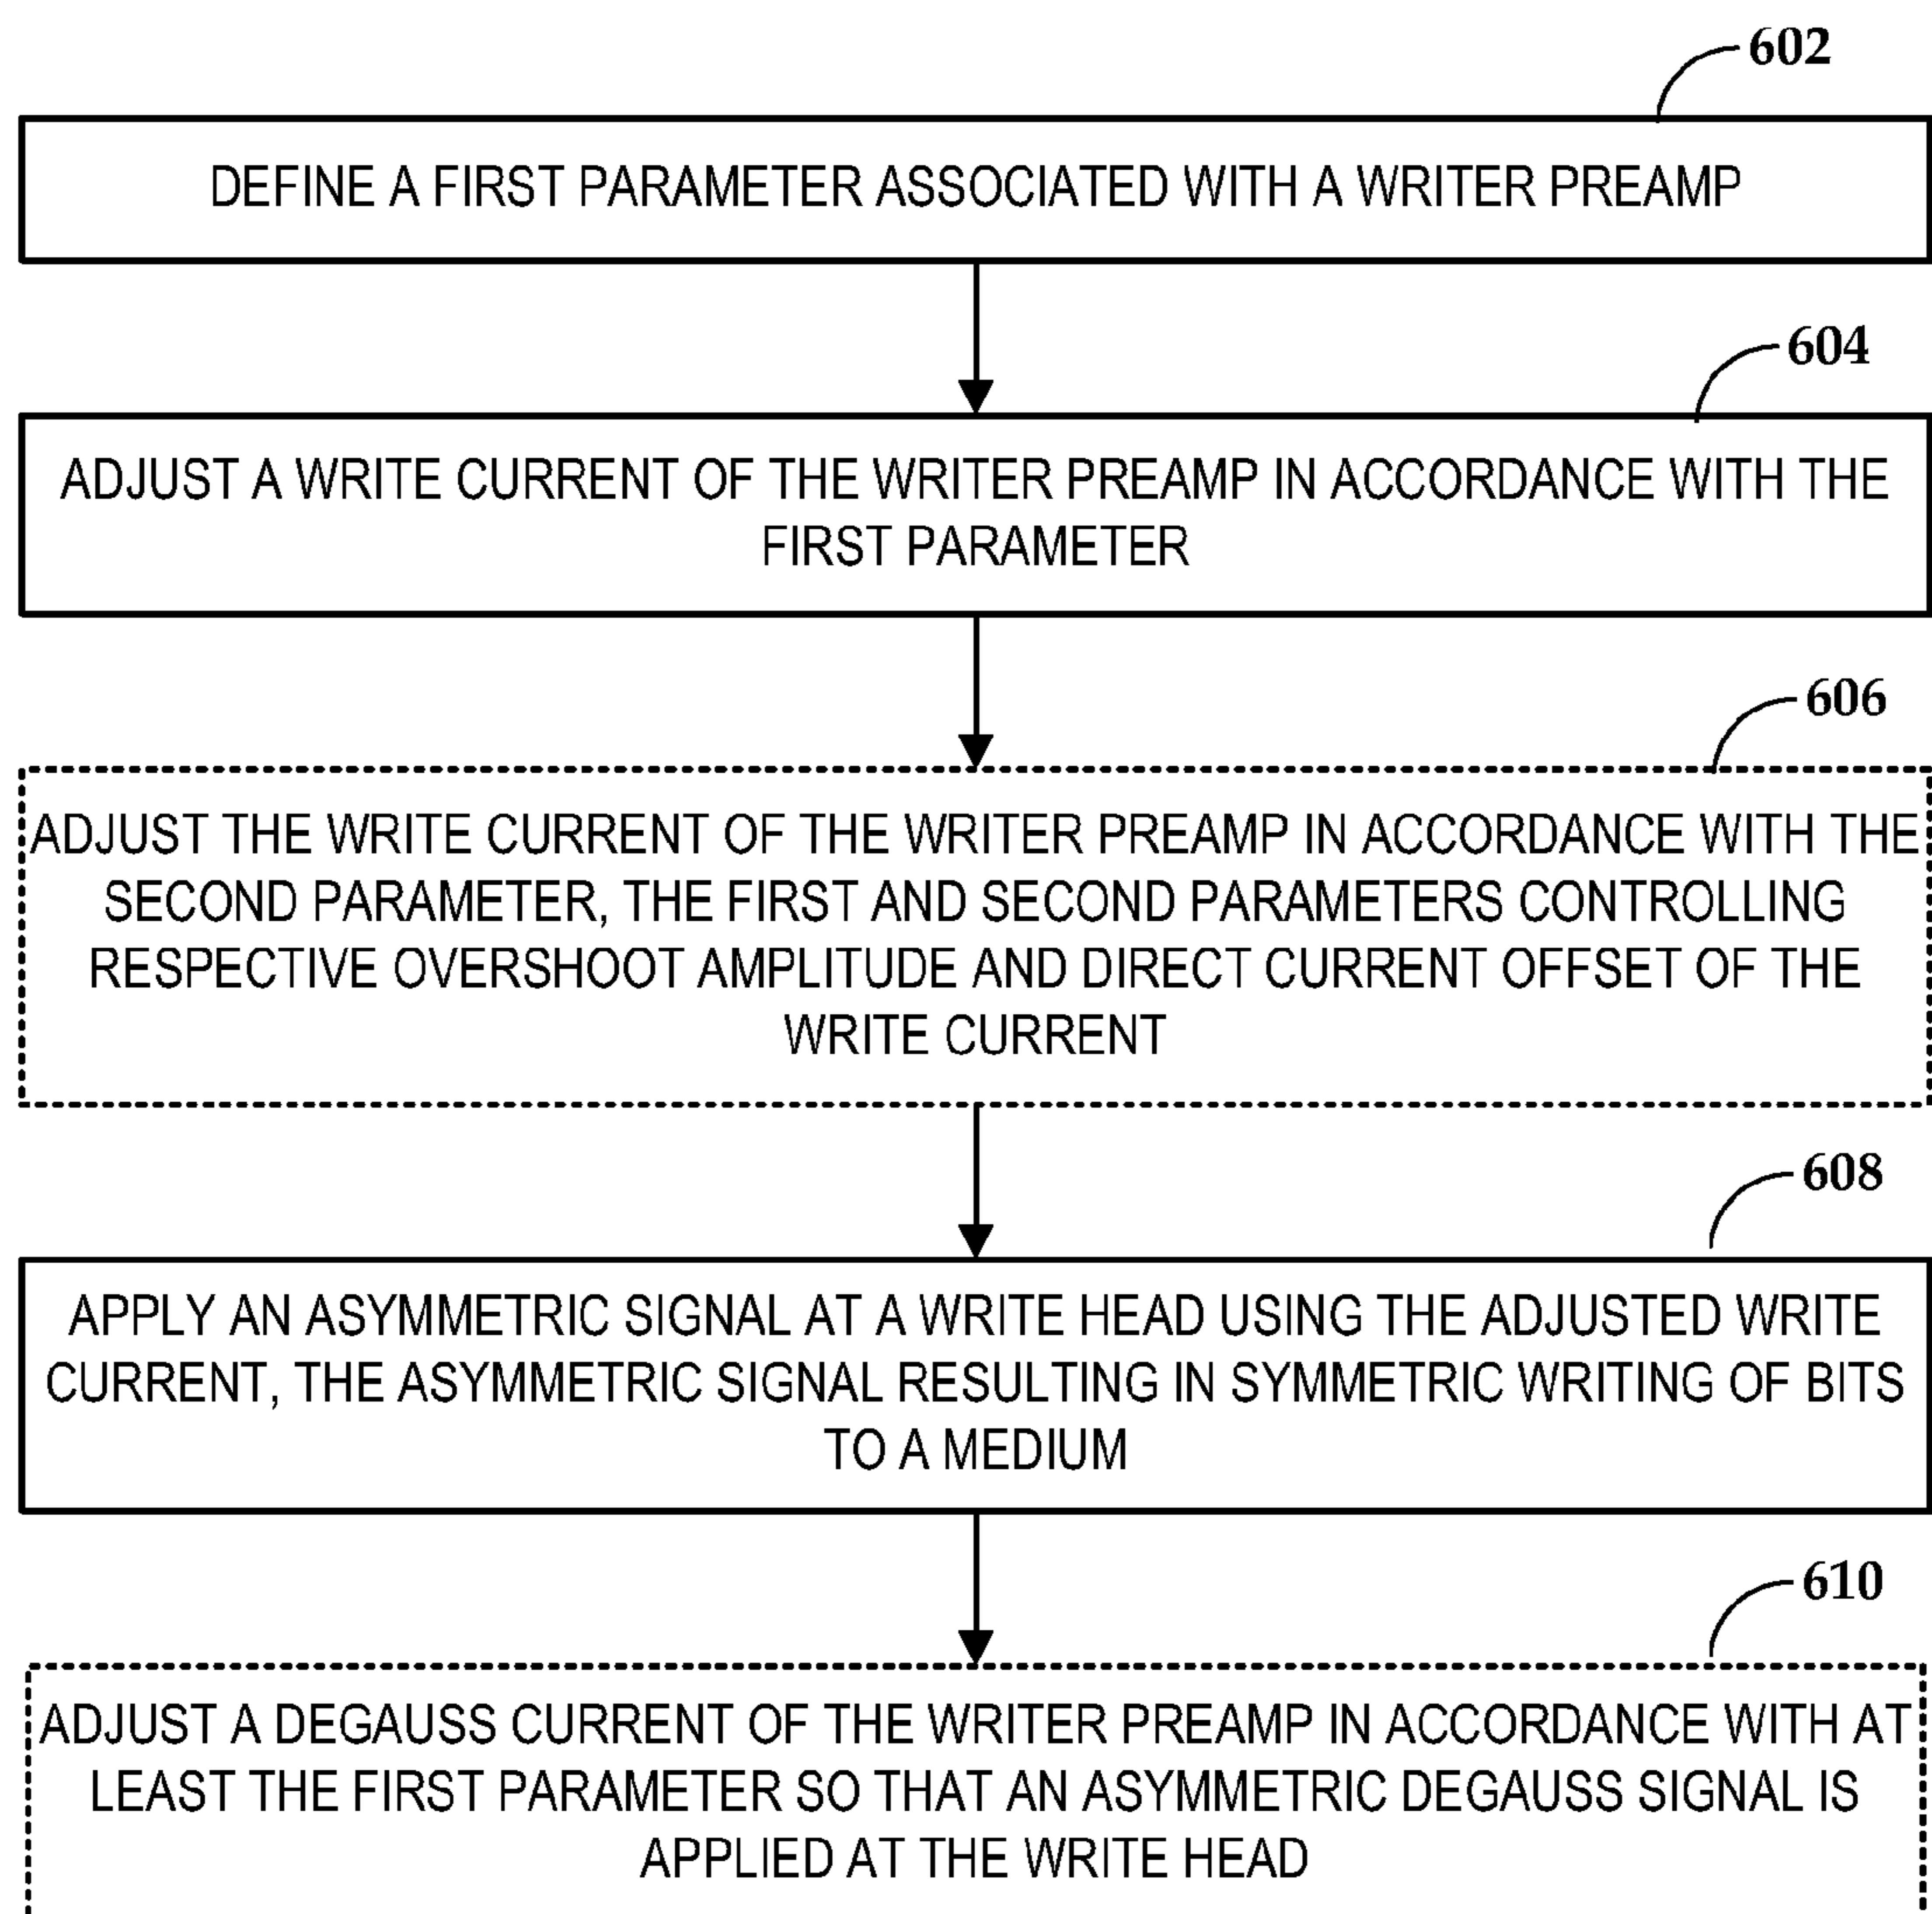 602
DEFINE A FIRST PARAMETER ASSOCIATED WITH A WRITER PREAMP
604
ADJUST A WRITE CURRENT OF THE WRITER PREAMP IN ACCORDANCE WITH THE
FIRST PARAMETER
606
ADJUST THE WRITE CURRENT OF THE WRITER PREAMP IN ACCORDANCE WITH THE
SECOND PARAMETER, THE FIRST AND SECOND PARAMETERS CONTROLLING
RESPECTIVE OVERSHOOT AMPLITUDE AND DIRECT CURRENT OFFSET OF THE
WRITE CURRENT
608
APPLY AN ASYMMETRIC SIGNAL AT A WRITE HEAD USING THE ADJUSTED WRITE
CURRENT, THE ASYMMETRIC SIGNAL RESULTING IN SYMMETRIC WRITING OF BITS
TO A MEDIUM
610
ADJUST A DEGAUSS CURRENT OF THE WRITER PREAMP IN ACCORDANCE WITH AT
LEAST THE FIRST PARAMETER SO THAT AN ASYMMETRIC DEGAUSS SIGNAL IS
APPLIED AT THE WRITE HEAD